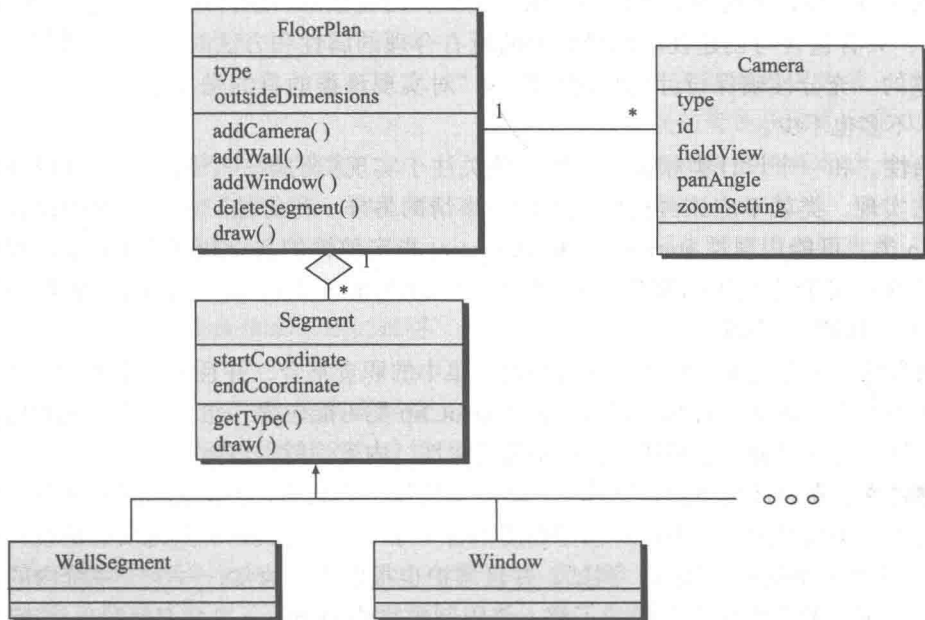 FloorPlan
type
outsideDimensions
addCamera( )
addWall( )
addWindow( )
deleteSegment( )
draw( )
1
*
Camera
type
id
fieldView
panAngle
zoomSetting
1
*
Segment
startCoordinate
endCoordinate
getType( )
draw( )
WallSegment
Window